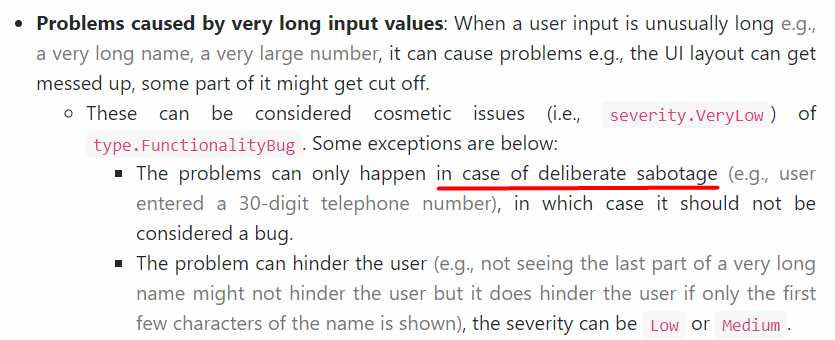 • Problems caused by very long input values: When a user input is unusually long e.g.,
a very long name, a very large number, it can cause problems e.g., the UI layout can get
messed up, some part of it might get cut off.
◦ These can be considered cosmetic issues (i.e., severity.VeryLow) of
type.FunctionalityBug. Some exceptions are below:
▪ The problems can only happen in case of deliberate sabotage (e.g., user
entered a 30-digit telephone number), in which case it should not be
considered a bug.
▪ The problem can hinder the user (e.g., not seeing the last part of a very long
name might not hinder the user but it does hinder the user if only the first
few characters of the name is shown), the severity can be Low or Medium.